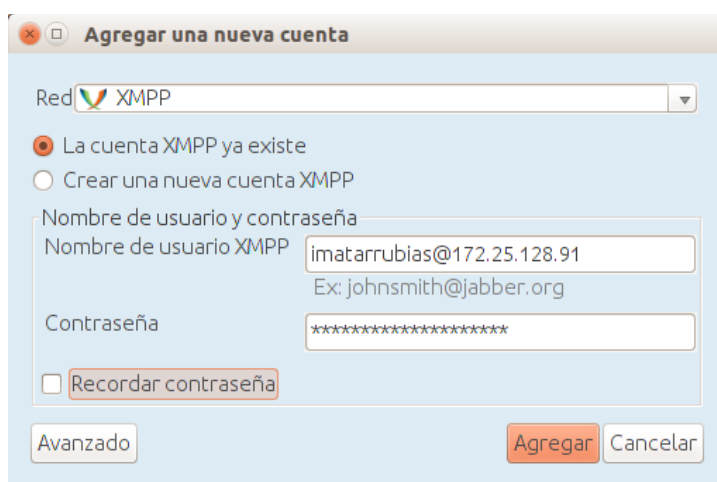 Agregar una nueva cuenta
Red XMPP
La cuenta XMPP ya existe
Crear una nueva cuenta XMPP
Nombre de usuario y contraseña
Nombre de usuario XMPP imatarrubias@172.25.128.91
Ex: johnsmith@jabber.org
Contraseña ********************
Recordar contraseña
Avanzado Agregar Cancelar